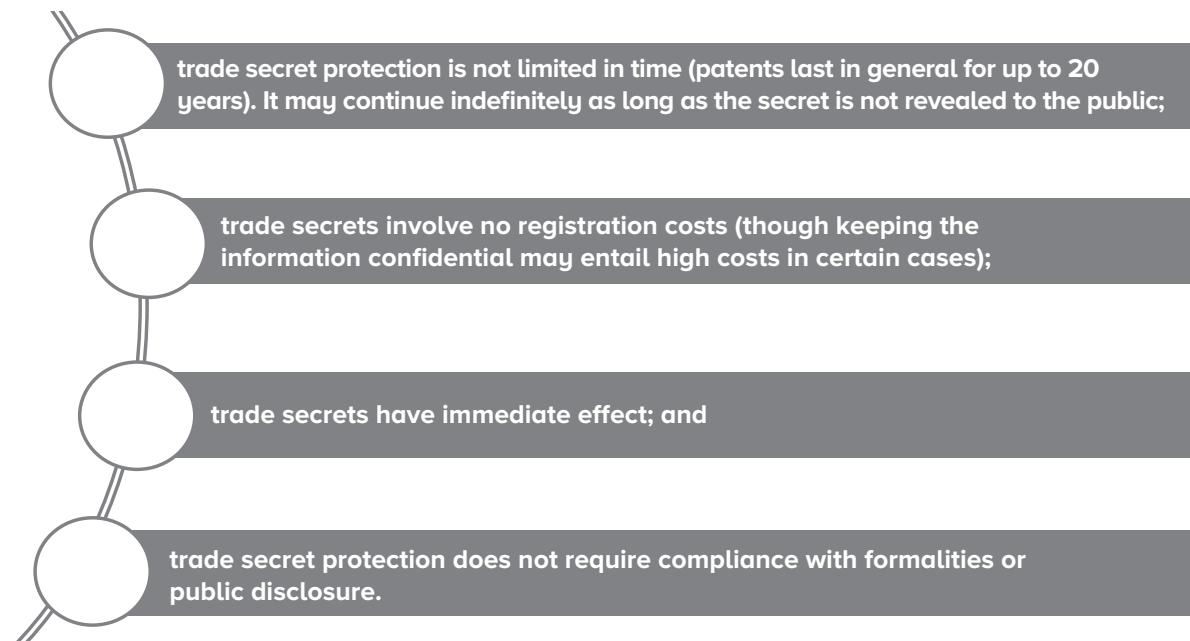 trade secret protection is not limited in time (patents last in general for up to 20
years). It may continue indefinitely as long as the secret is not revealed to the public;
trade secrets involve no registration costs (though keeping the
information confidential may entail high costs in certain cases);
trade secrets have immediate effect; and
trade secret protection does not require compliance with formalities or
public disclosure.